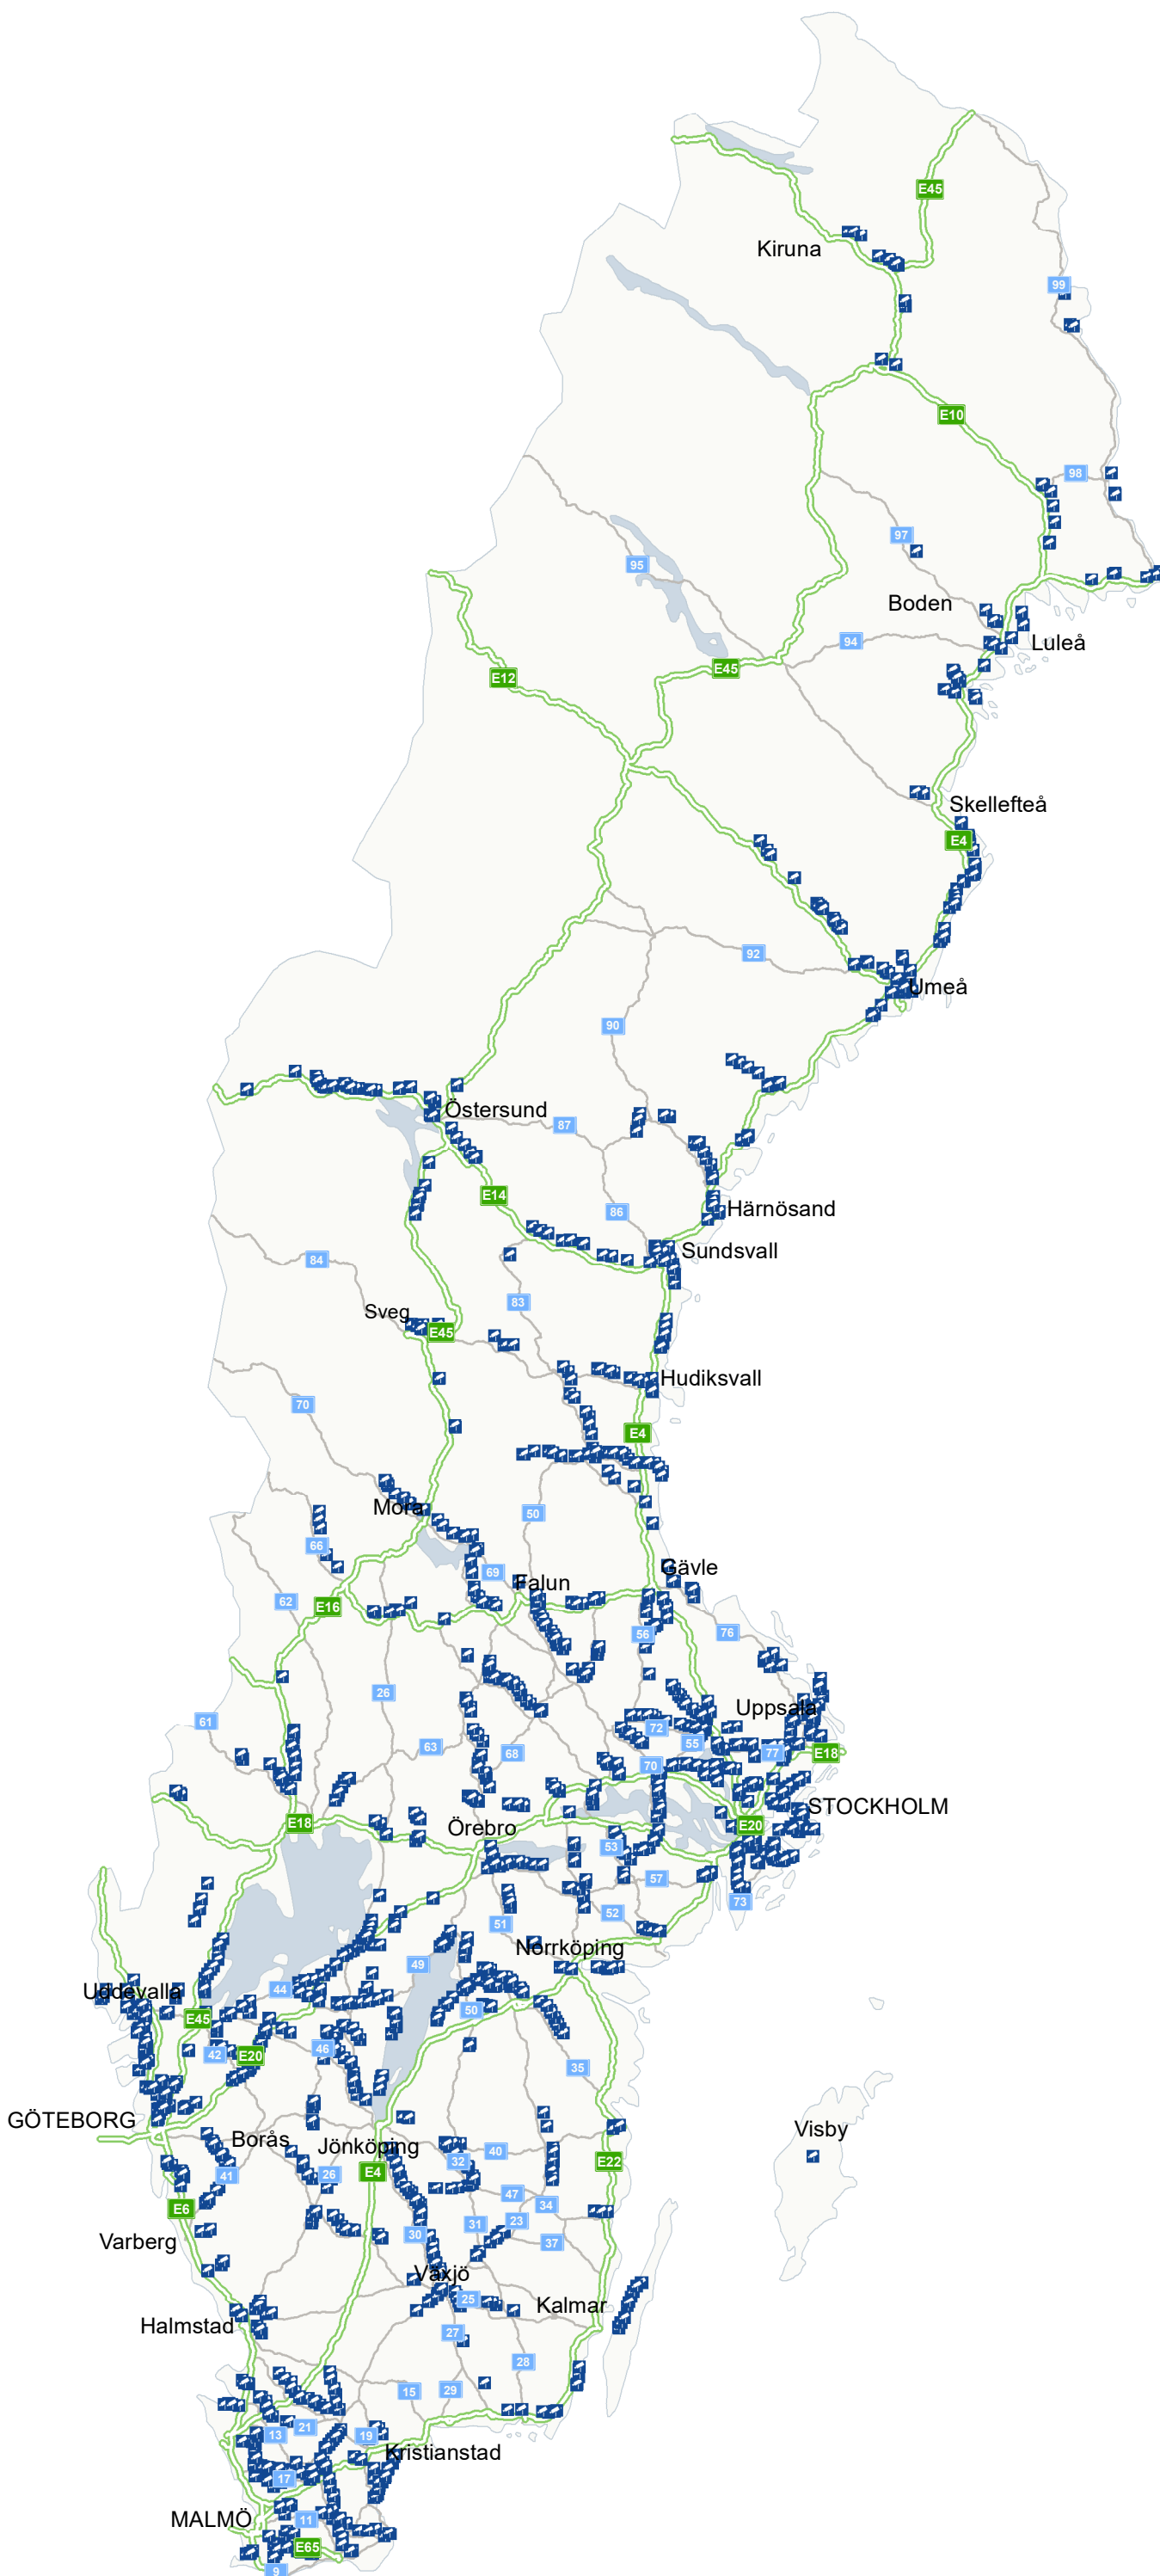 E45
Kiruna
99
E10
98
97
95
Boden
94
Luleå
E45
E12
Skellefteå
E4
92
Umeå
90
Östersund
87
E14
Härnösand
86
Sundsvall
84
83
Sveg
E45
Hudiksvall
70
E4
Mora
50
66
Gävle
69
Falun
62
E16
76
56
26
Uppsala
61
72
55
63
68
77
E18
70
STOCKHOLM
E18
E20
Örebro
53
57
73
52
51
Norrköping
49
Uddevalla
44
50
E45
46
42
E20
35
GÖTEBORG
Visby
Borås
Jönköping
40
32
E22
E4
26
41
47
34
E6
23
31
30
37
Varberg
Växjö
25
Kalmar
Halmstad
27
28
29
15
21
13
19
Kristianstad
17
MALMÖ
11
E65
9